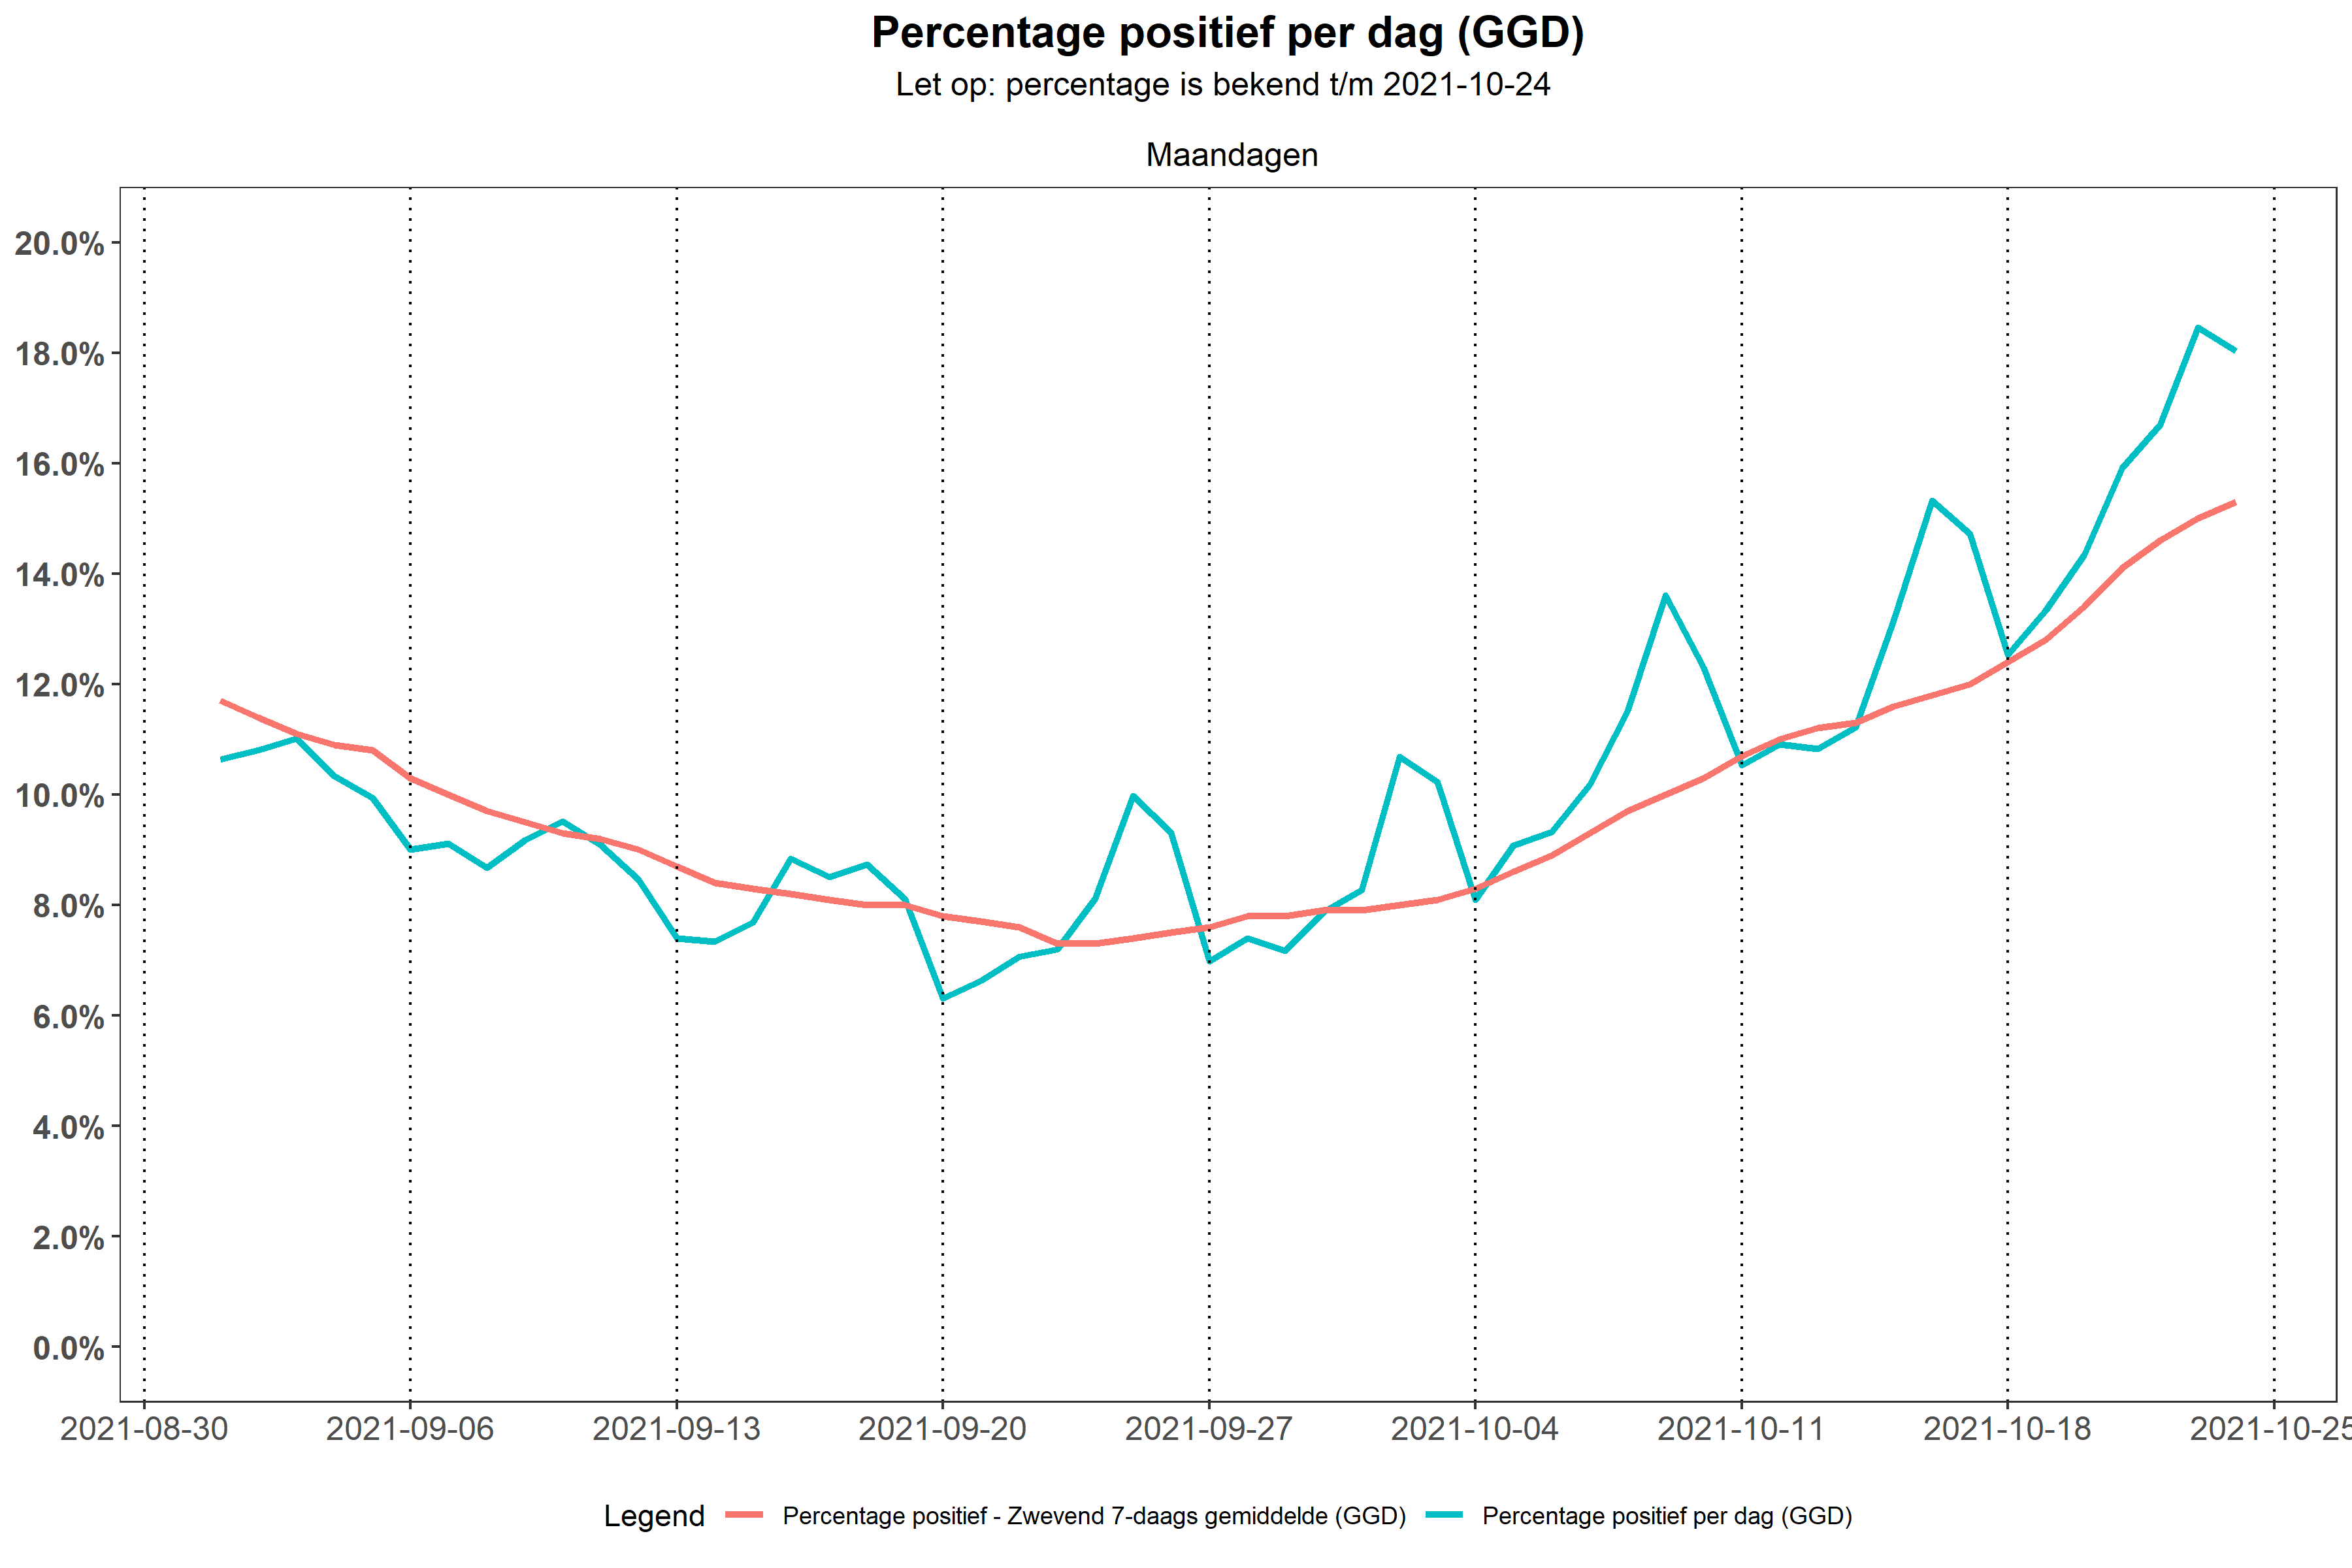 Percentage positief per dag (GGD)
Let op: percentage is bekend t/m 2021-10-24
Maandagen
20.0%
18.0%
16.0%
14.0%
12.0%
10.0%
8.0%
6.0%
4.0%
2.0%
0.0%
2021-08-30 2021-09-06 2021-09-13 2021-09-20 2021-09-27 2021-10-04 2021-10-11 2021-10-18 2021-10-25
Legend Percentage positief - Zwevend 7-daags gemiddelde (GGD) Percentage positief per dag (GGD)